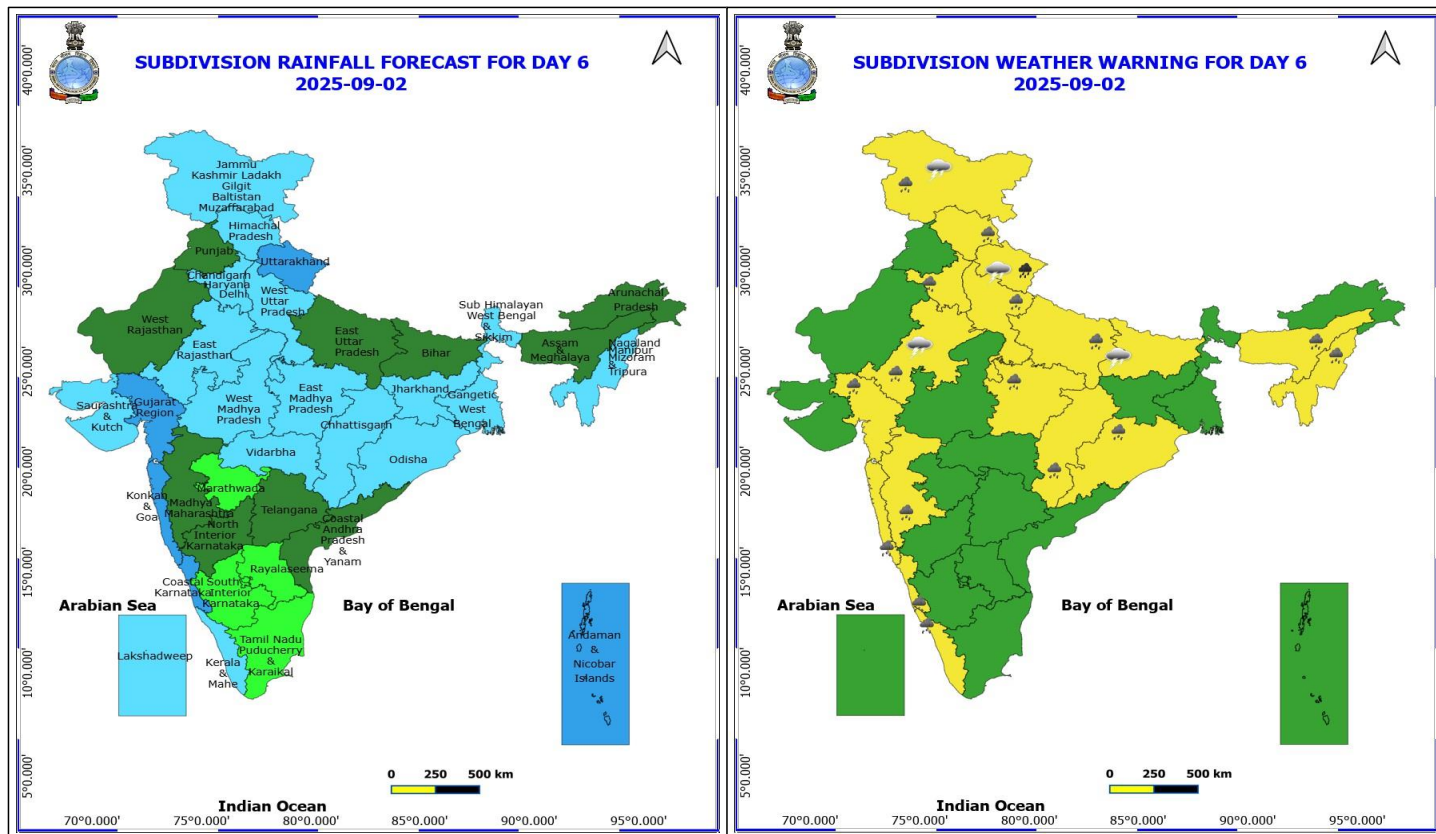 SUBDIVISION RAINFALL FORECAST FOR DAY 6
2025-09-02
40°0.000'
35°0.000'
30°0.000'
25°0.000'
20°0.000'
15°0.000'
10°0.000'
5°0.000'
Jammu
Kashmir Ladakh
Gilgit
Baltistan
Muzaffarabad
Himachal
Pradesh
Punjab
Uttarakhand
Chandigarh
Haryana
Delhi
West
Uttar
Pradesh
West
Rajasthan
East
Rajasthan
East
Uttar
Pradesh
Bihar
Sub Himalayan
West Bengal
&
Sikkim
Arunachal
Pradesh
Assam
&
Meghalaya
Nagaland
Manipur
Mizoram
&
Tripura
Saurashtra
&
Kutch
Gujarat
Region
West
Madhya
Pradesh
East
Madhya
Pradesh
Jharkhand
Gangetic
West
Bengal
Chhattisgarh
Vidarbha
Odisha
Konkan
&
Goa
Madhya
Maharashtra
Marathwada
North
Interior
Karnataka
Telangana
Coastal
Andhra
Pradesh
&
Yanam
Rayalaseema
Coastal
Karnataka
South
Interior
Karnataka
Tamil Nadu
Puducherry
&
Karaikal
Kerala
&
Mahe
Lakshadweep
Andaman
&
Nicobar
Islands
Arabian Sea
Bay of Bengal
Indian Ocean
0 250 500 km
70°0.000' 75°0.000' 80°0.000' 85°0.000' 90°0.000' 95°0.000'
SUBDIVISION WEATHER WARNING FOR DAY 6
2025-09-02
40°0.000'
35°0.000'
30°0.000'
25°0.000'
20°0.000'
15°0.000'
10°0.000'
5°0.000'
Arabian Sea
Bay of Bengal
Indian Ocean
0 250 500 km
70°0.000' 75°0.000' 80°0.000' 85°0.000' 90°0.000' 95°0.000'